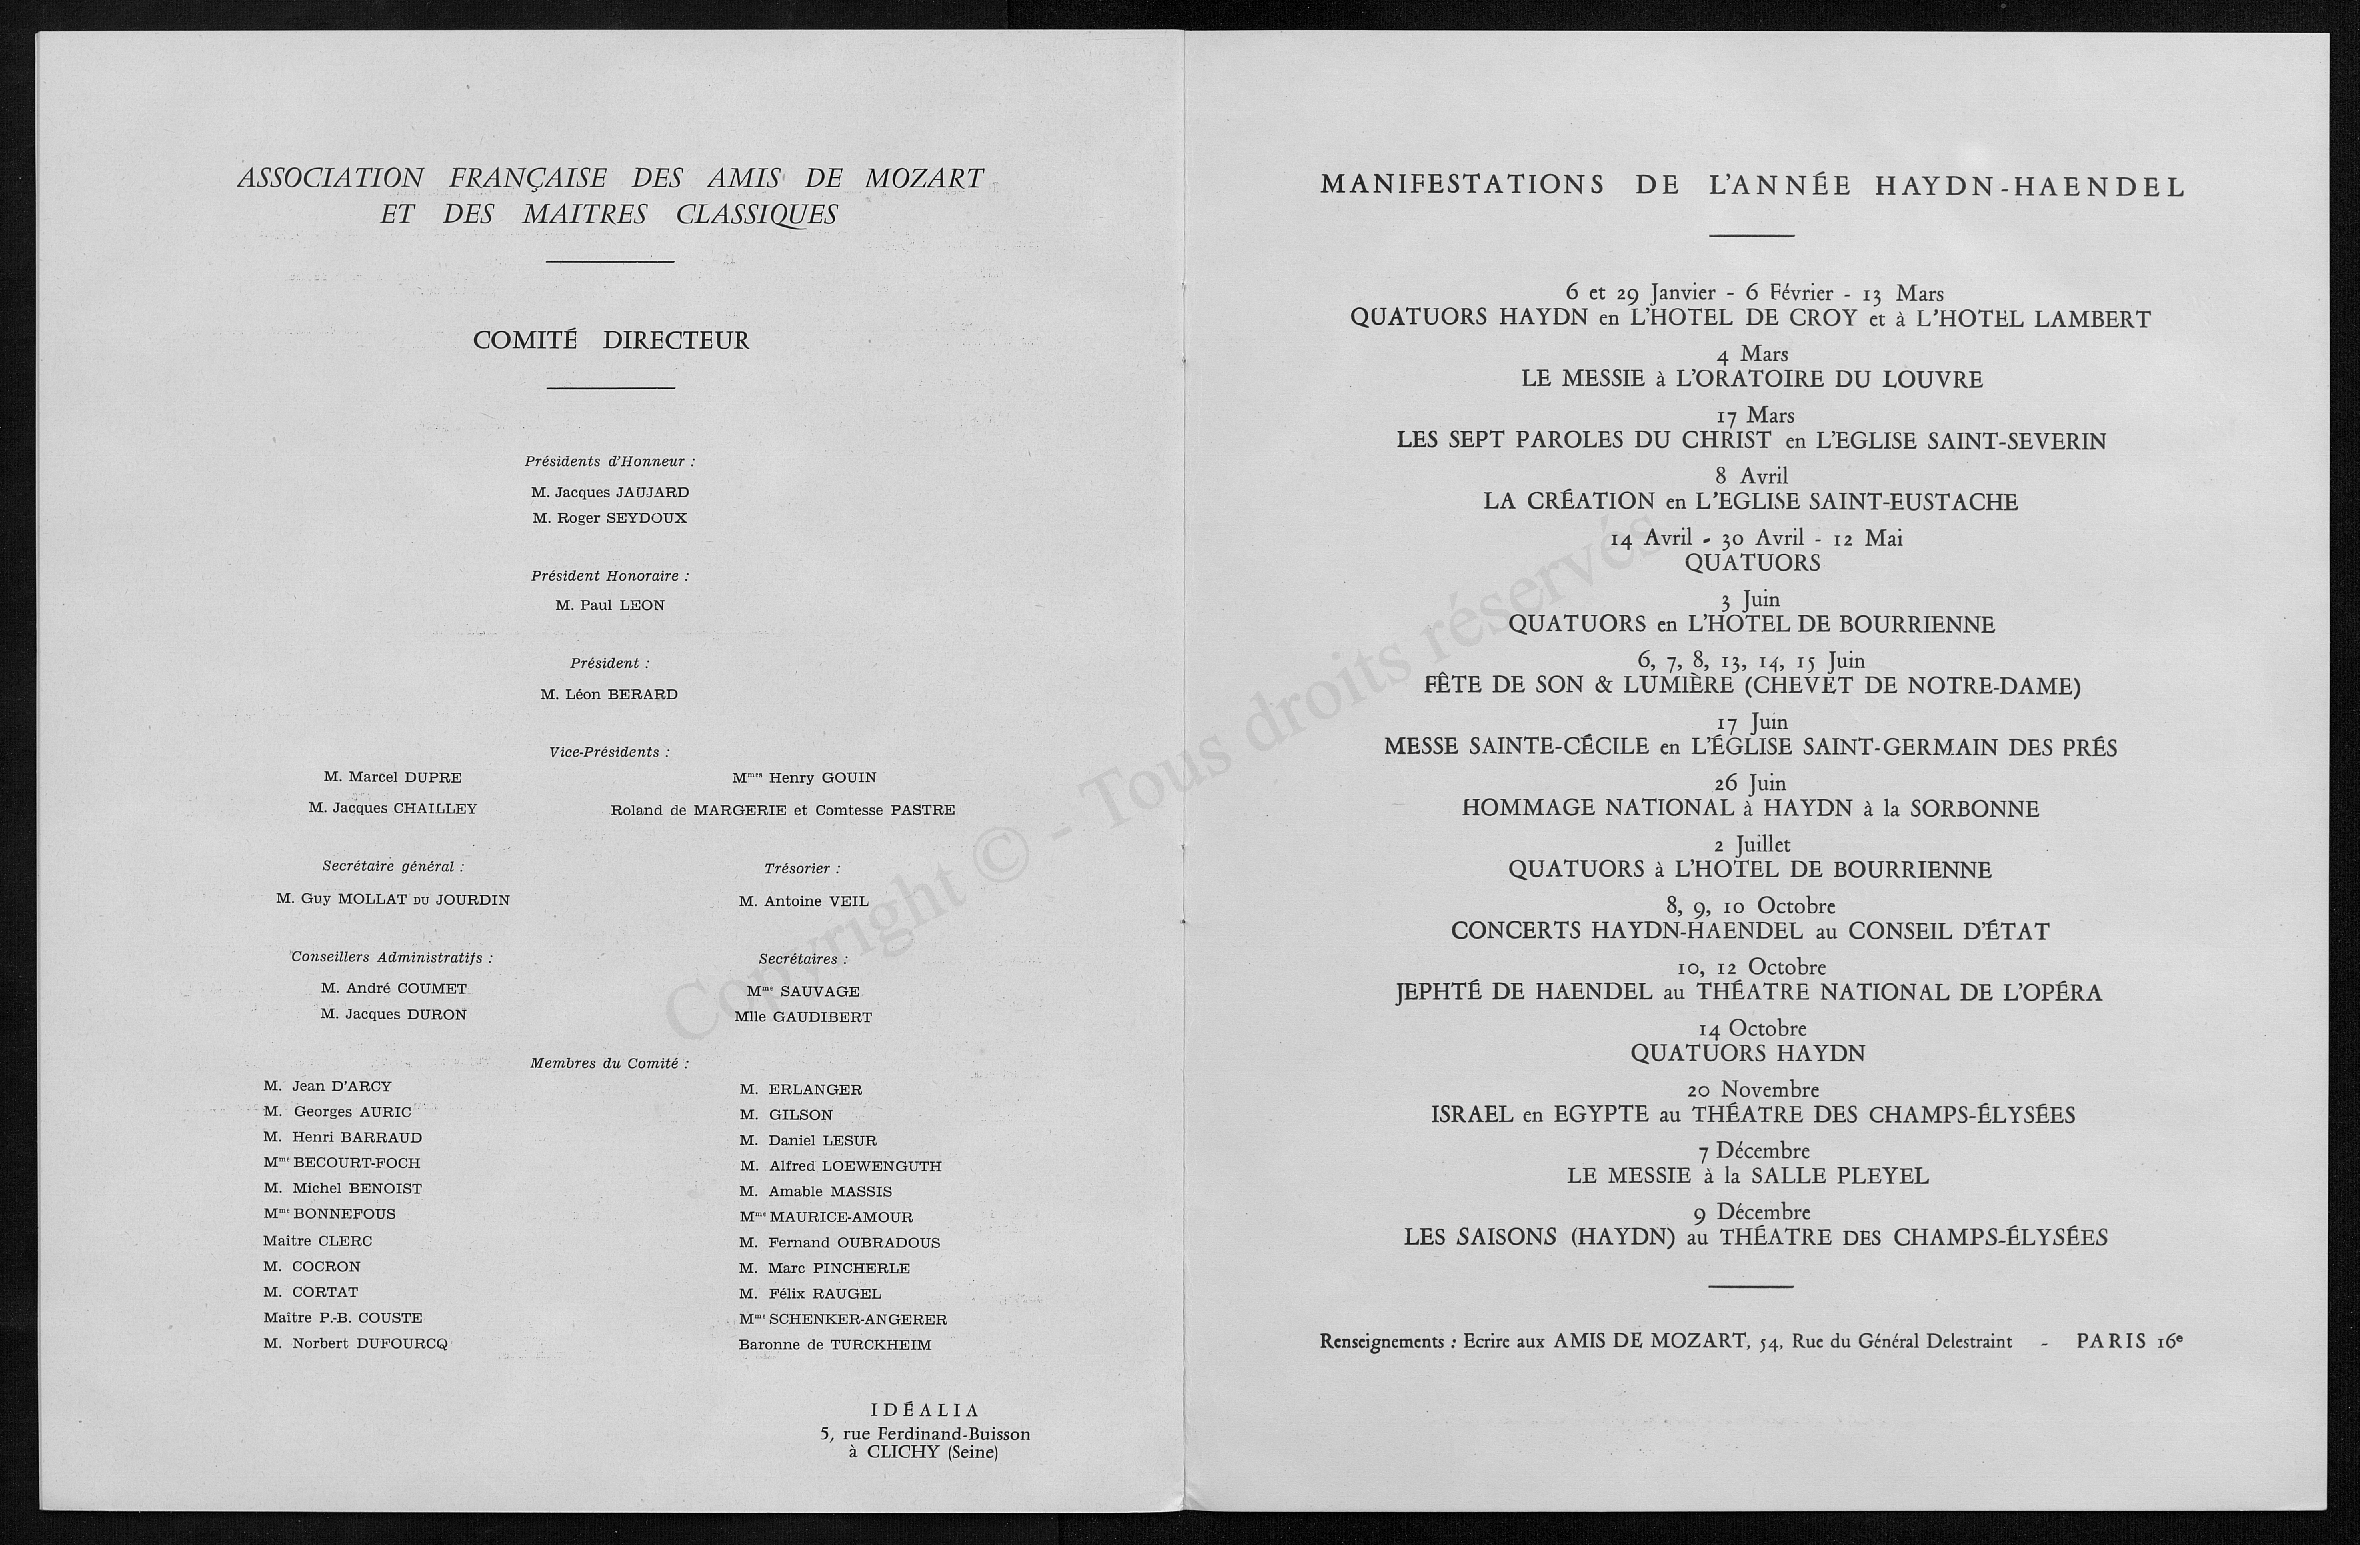 ASSOCIATION FRANÇAISE DES AMIS DE MOZART
ET DES MAITRES CLASSIQUES
COMITÉ DIRECTEUR
Présidents d'Honneur :
M. Jacques JAUJARD
M. Roger SEYDOUX
Président Honoraire :
M. Paul LEON
Président :
M. Léon BERARD
Vice-Présidents :
M. Marcel DUPRE
Mmes Henry GOUIN
M. Jacques CHAILLEY
Roland de MARGERIE et Comtesse PASTRE
Secrétaire général :
M. Guy MOLLAT DU JOURDIN
Trésorier :
M. Antoine VEIL
Conseillers Administratifs :
M. André COUMET
M. Jacques DURON
Secrétaires :
Mme SAUVAGE
Mlle GAUDIBERT
Membres du Comité :
M. Jean D'ARCY
M. Georges AURIC
M. Henri BARRAUD
Mme BECOURT-FOCH
M. Michel BENOIST
Mme BONNEFOUS
Maitre CLERC
M. COCRON
M. CORTAT
Maître P.-B. COUSTE
M. Norbert DUFOURCQ
M. ERLANGER
M. GILSON
M. Daniel LESUR
M. Alfred LOEWENGUTH
M. Amable MASSIS
Mme MAURICE-AMOUR
M. Fernand OUBRADOUS
M. Marc PINCHERLE
M. Félix RAUGEL
Mme SCHENKER-ANGERER
Baronne de TURCKHEIM
IDÉALIA
5, rue Ferdinand-Buisson
à CLICHY (Seine)
MANIFESTATIONS DE L'ANNÉE HAYDN-HAENDEL
6 et 29 Janvier - 6 Février - 13 Mars
QUATUORS HAYDN en L'HOTEL DE CROY et à L'HOTEL LAMBERT
4 Mars
LE MESSIE à L'ORATOIRE DU LOUVRE
17 Mars
LES SEPT PAROLES DU CHRIST en L'EGLISE SAINT-SEVERIN
8 Avril
LA CRÉATION en L'EGLISE SAINT-EUSTACHE
14 Avril - 30 Avril - 12 Mai
QUATUORS
3 Juin
QUATUORS en L'HOTEL DE BOURRIENNE
6, 7, 8, 13, 14, 15 Juin
FÊTE DE SON & LUMIÈRE (CHEVET DE NOTRE-DAME)
17 Juin
MESSE SAINTE-CÉCILE en L'ÉGLISE SAINT-GERMAIN DES PRÉS
26 Juin
HOMMAGE NATIONAL à HAYDN à la SORBONNE
2 Juillet
QUATUORS à L'HOTEL DE BOURRIENNE
8, 9, 10 Octobre
CONCERTS HAYDN-HAENDEL au CONSEIL D'ÉTAT
10, 12 Octobre
JEPHTÉ DE HAENDEL au THÉATRE NATIONAL DE L'OPÉRA
14 Octobre
QUATUORS HAYDN
20 Novembre
ISRAEL en EGYPTE au THÉATRE DES CHAMPS-ÉLYSÉES
7 Décembre
LE MESSIE à la SALLE PLEYEL
9 Décembre
LES SAISONS (HAYDN) au THÉATRE DES CHAMPS-ÉLYSÉES
Renseignements : Ecrire aux AMIS DE MOZART, 54, Rue du Général Delestraint - PARIS 16e
Copyright © - Tous droits réservés